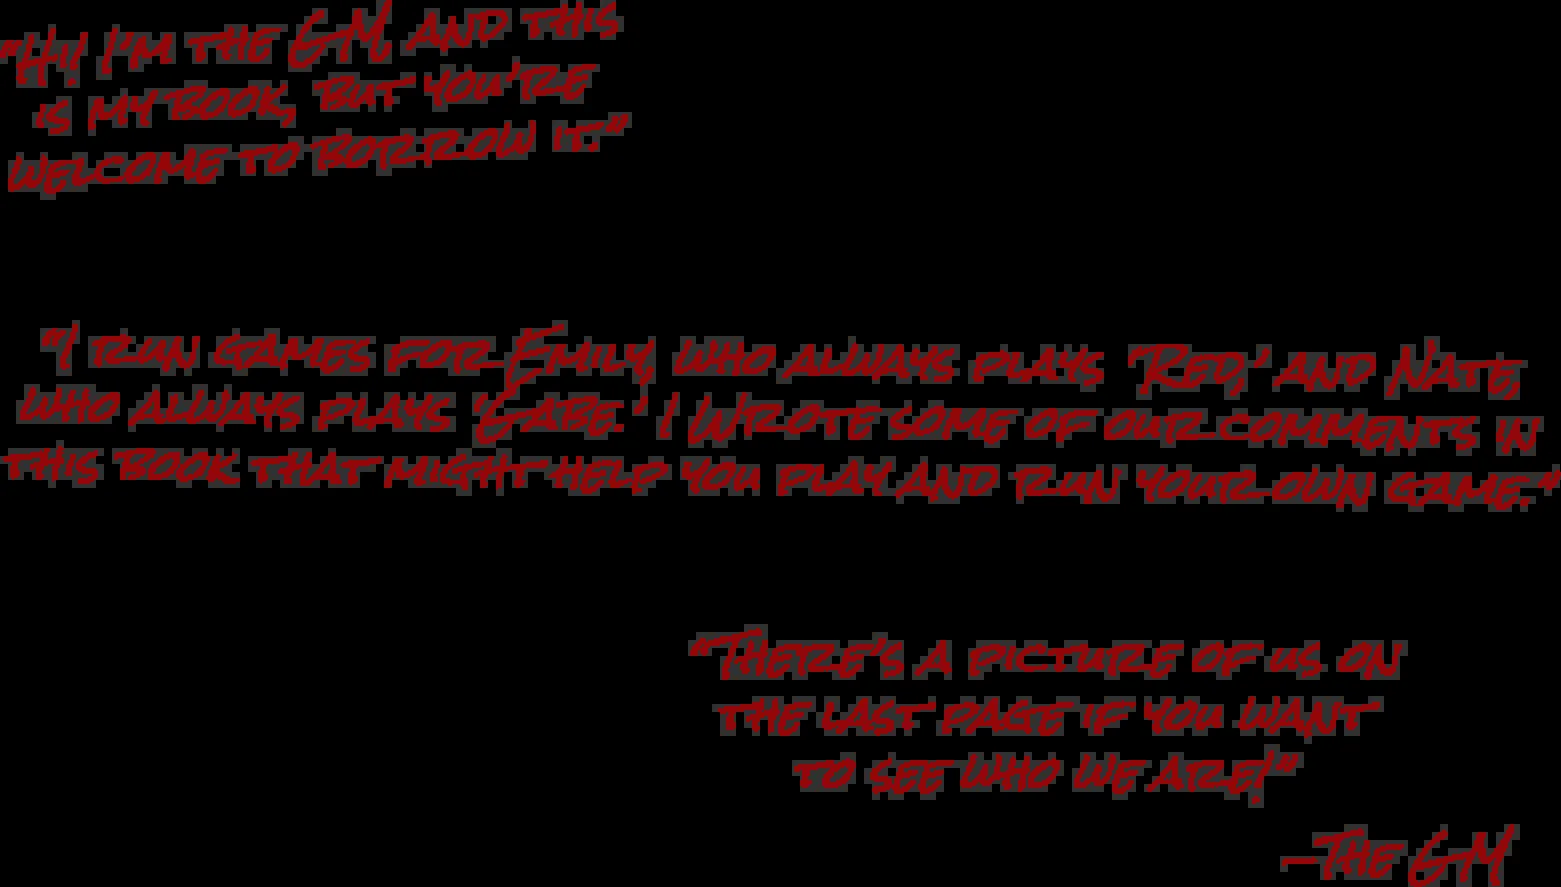 “Hi! I’m the GM, and this
is my book, but you’re
welcome to borrow it.”
“I run games for Emily, who always plays ‘Red,’ and Nate,
who always plays ‘Gabe.’ I wrote some of our comments in
this book that might help you play and run your own game.”
“There’s a picture of us on
the last page if you want
to see who we are!”
—The GM